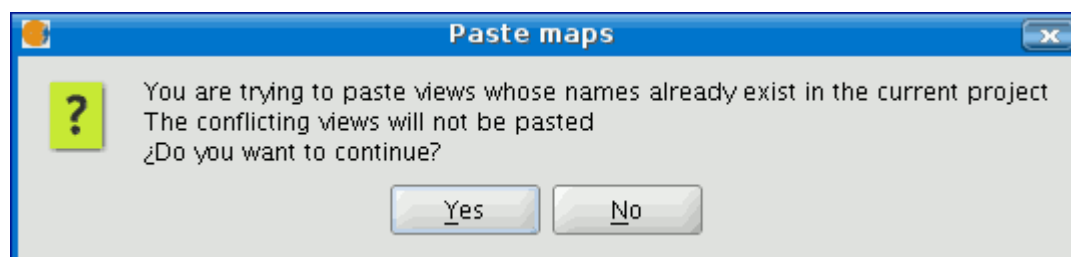 Paste maps
You are trying to paste views whose names already exist in the current project
The conflicting views will not be pasted
¿Do you want to continue?
Yes No